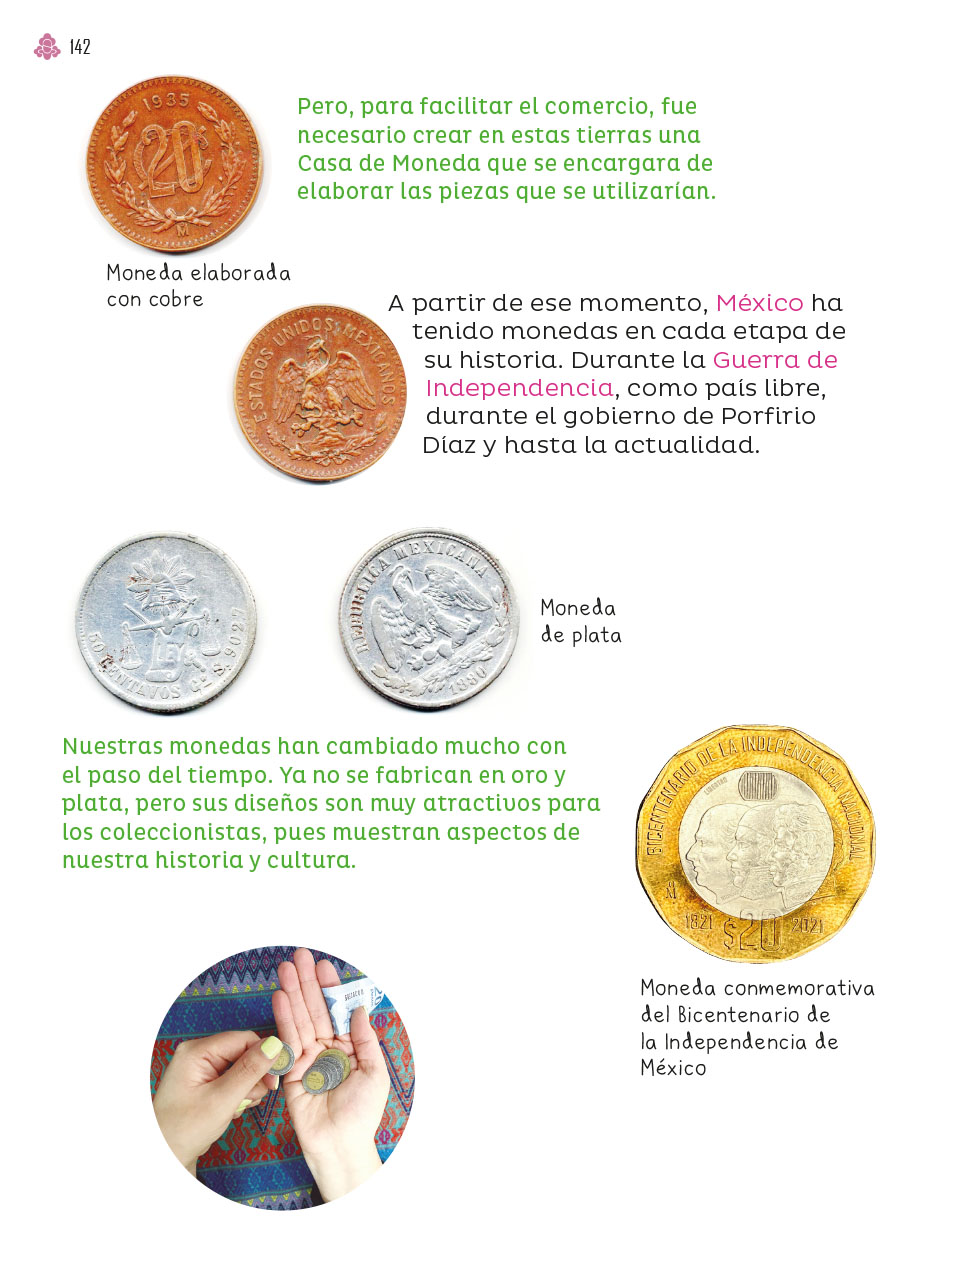 142
1935
20
M
Pero, para facilitar el comercio, fue
necesario crear en estas tierras una
Casa de Moneda que se encargara de
elaborar las piezas que se utilizarían.
Moneda elaborada
con cobre
ESTADOS UNIDOS MEXICANOS
A partir de ese momento, México ha
tenido monedas en cada etapa de
su historia. Durante la Guerra de
Independencia, como país libre,
durante el gobierno de Porfirio
Díaz y hasta la actualidad.
LEY
50 CENTAVOS Gª S. 9027
REPUBLICA MEXICANA
1880
Moneda
de plata
Nuestras monedas han cambiado mucho con
el paso del tiempo. Ya no se fabrican en oro y
plata, pero sus diseños son muy atractivos para
los coleccionistas, pues muestran aspectos de
nuestra historia y cultura.
BICENTENARIO DE LA INDEPENDENCIA NACIONAL
1821 $20 2021
Moneda conmemorativa
del Bicentenario de
la Independencia de
México